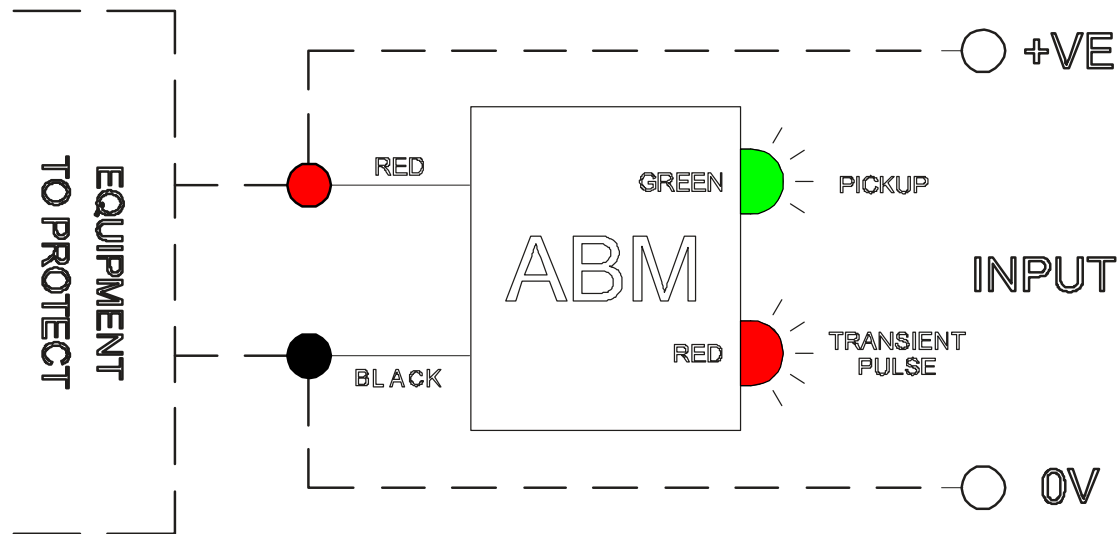 EQUIPMENT
TO PROTECT
RED
BLACK
ABM
GREEN
RED
PICKUP
TRANSIENT
PULSE
+VE
INPUT
0V